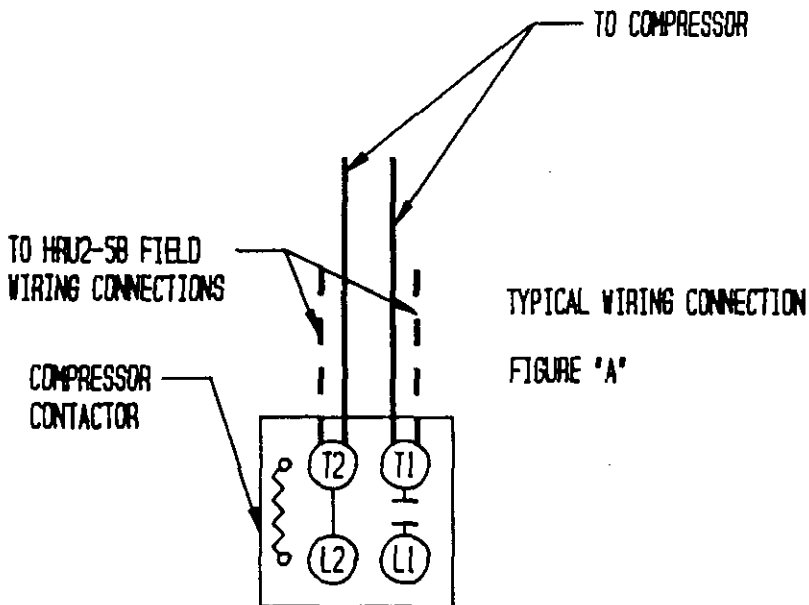 TO COMPRESSOR
TO HRU2-5B FIELD
WIRING CONNECTIONS
TYPICAL WIRING CONNECTION
FIGURE "A"
COMPRESSOR
CONTACTOR
T2
T1
L2
L1